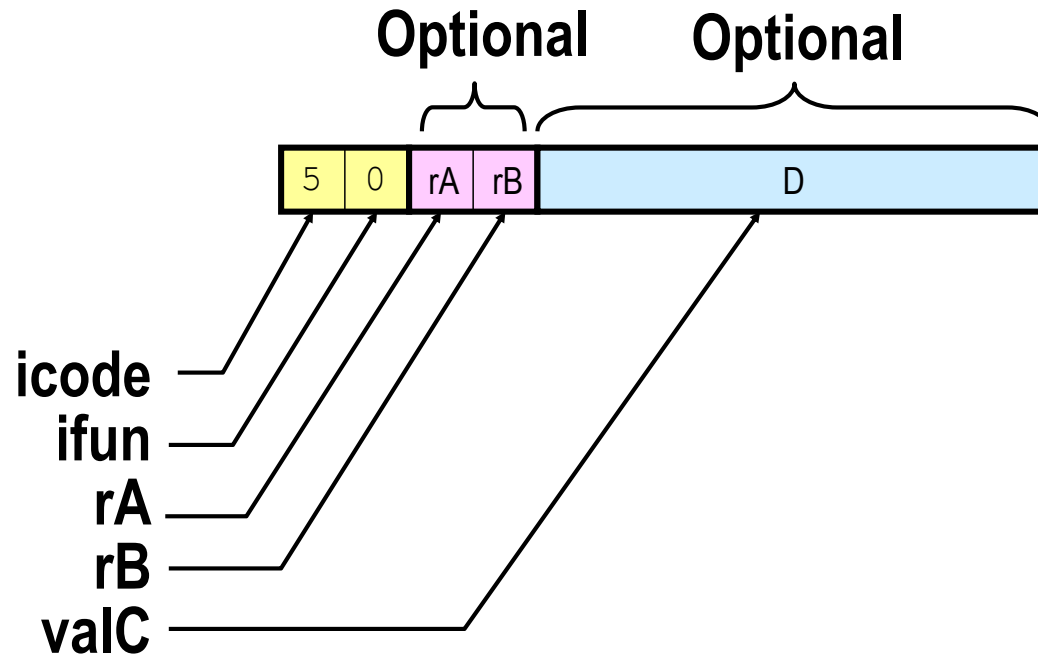 Optional Optional
5 0 rA rB D
icode
ifun
rA
rB
valC